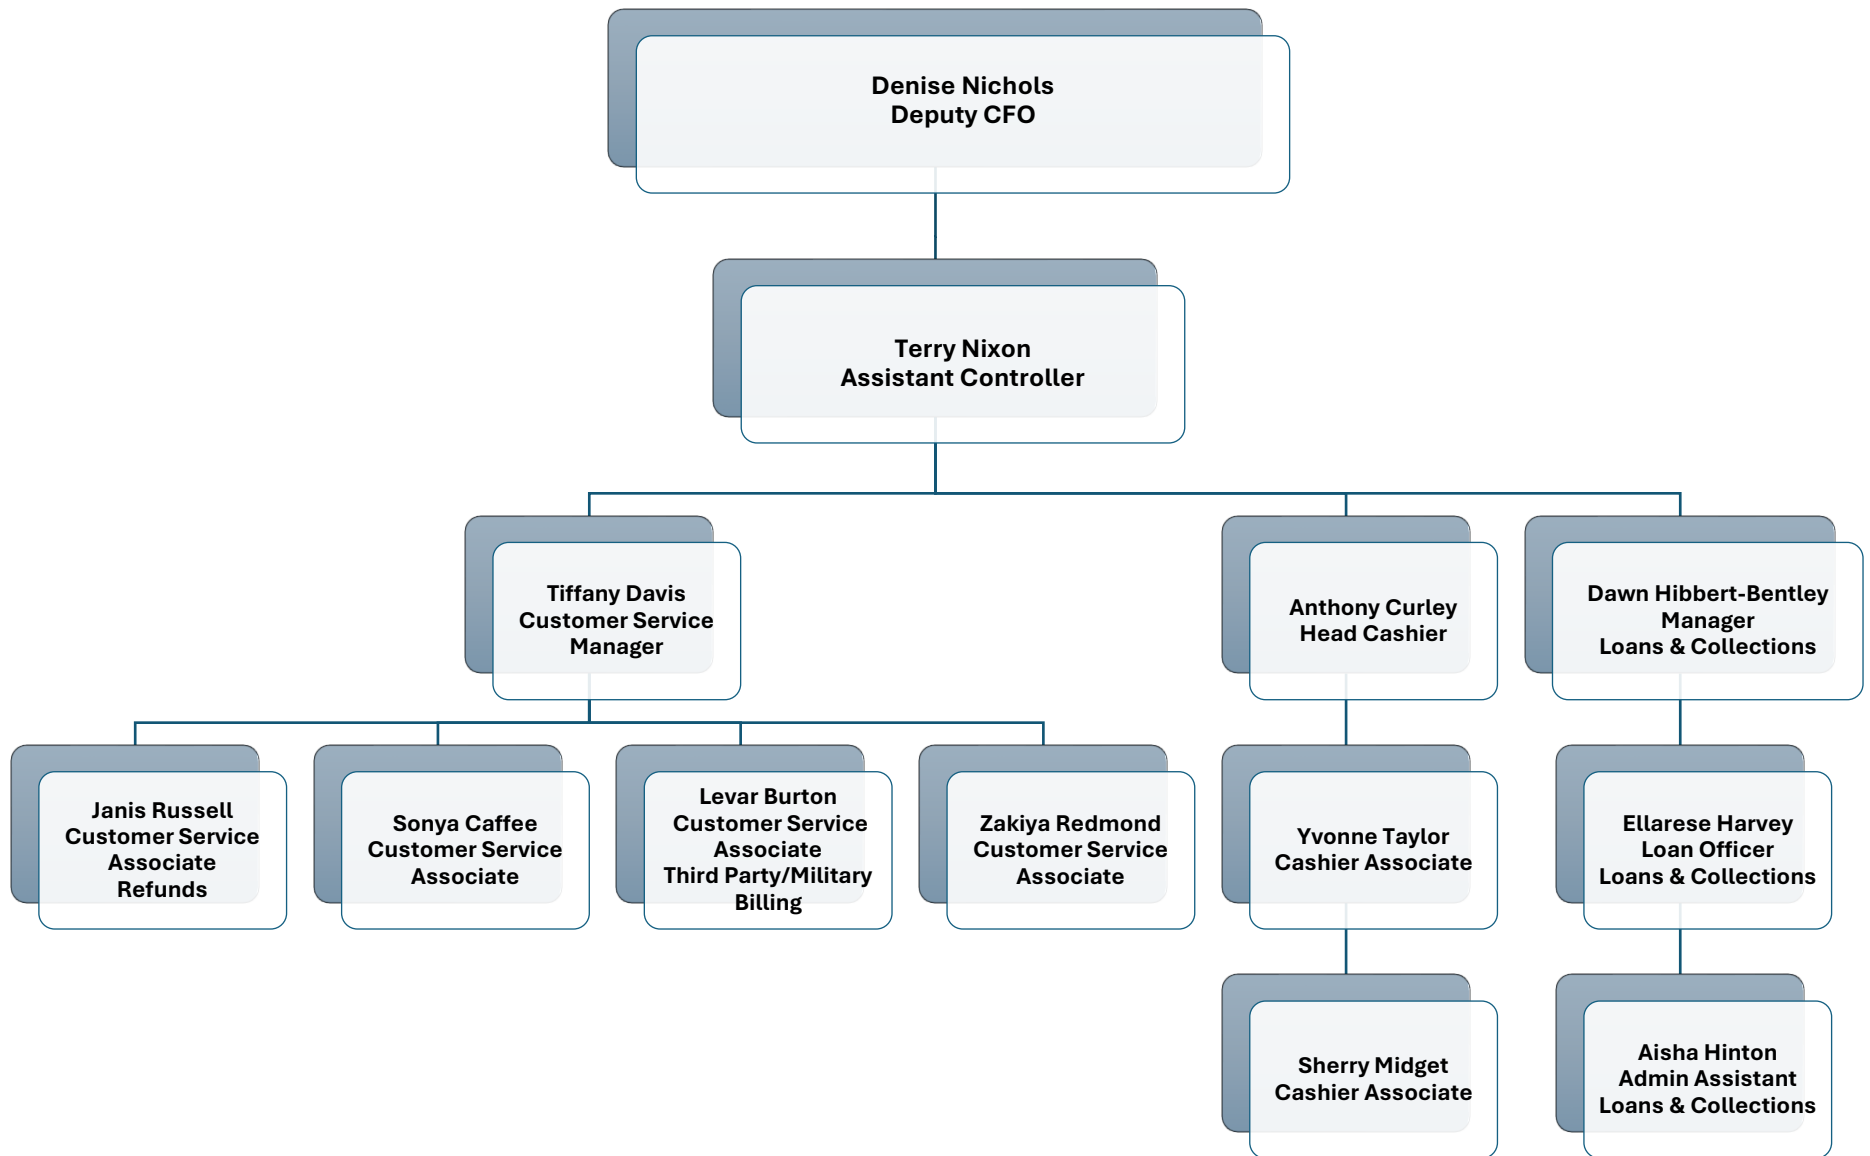 Denise Nichols
Deputy CFO
Terry Nixon
Assistant Controller
Tiffany Davis
Customer Service
Manager
Anthony Curley
Head Cashier
Dawn Hibbert-Bentley
Manager
Loans & Collections
Janis Russell
Customer Service
Associate
Refunds
Sonya Caffee
Customer Service
Associate
Levar Burton
Customer Service
Associate
Third Party/Military
Billing
Zakiya Redmond
Customer Service
Associate
Yvonne Taylor
Cashier Associate
Ellarese Harvey
Loan Officer
Loans & Collections
Sherry Midget
Cashier Associate
Aisha Hinton
Admin Assistant
Loans & Collections